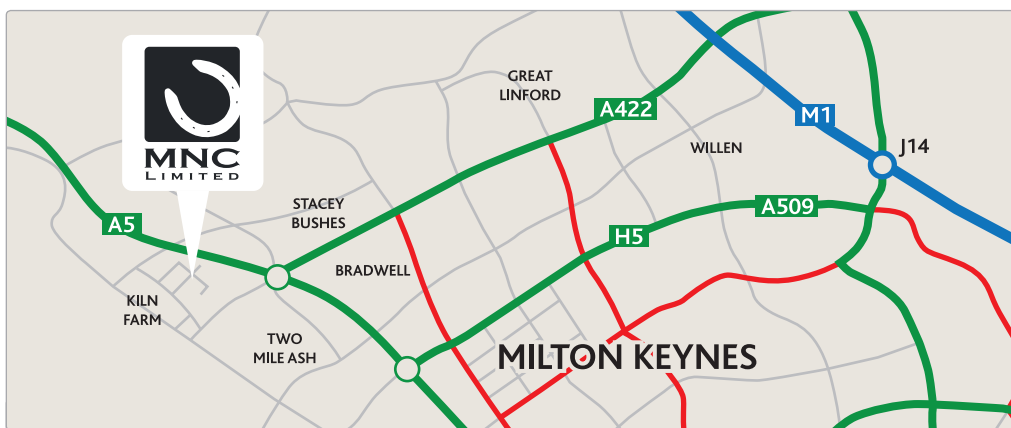 MNC
LIMITED
GREAT
LINFORD
A422
M1
J14
WILLEN
A5
STACEY
BUSHES
A509
H5
BRADWELL
KILN
FARM
TWO
MILE ASH
MILTON KEYNES